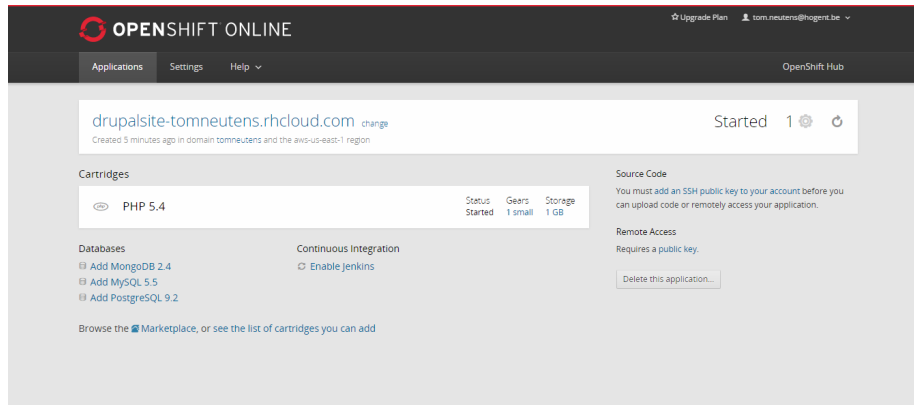 OPENSHIFT ONLINE
Upgrade Plan tom.neutens@hogent.be
Applications Settings Help OpenShift Hub
drupalsite-tomneutens.rhcloud.com change
Started 1
Created 5 minutes ago in domain tomneutens and the aws-us-east-1 region
Cartridges
PHP 5.4
Status Gears Storage
Started 1 small 1 GB
Databases
Add MongoDB 2.4
Add MySQL 5.5
Add PostgreSQL 9.2
Continuous Integration
Enable Jenkins
Browse the Marketplace, or see the list of cartridges you can add
Source Code
You must add an SSH public key to your account before you
can upload code or remotely access your application.
Remote Access
Requires a public key.
Delete this application...